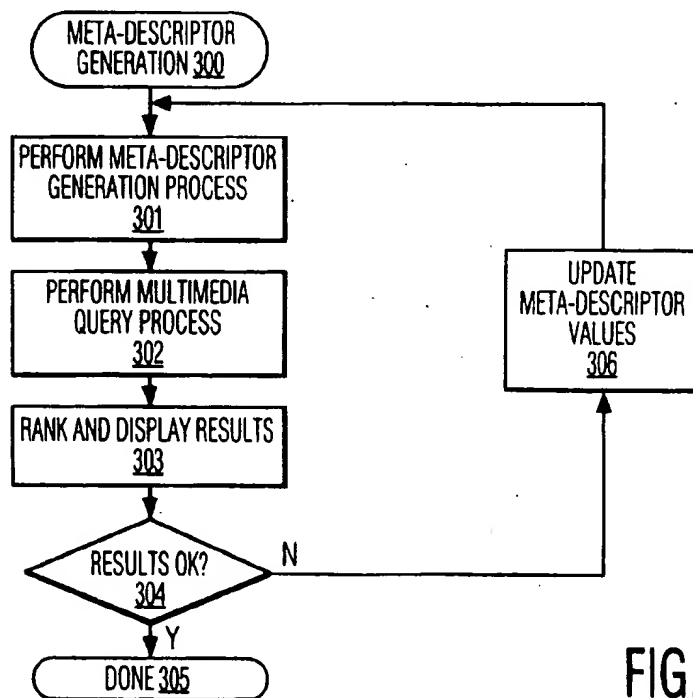 META-DESCRIPTOR
GENERATION 300
PERFORM META-DESCRIPTOR
GENERATION PROCESS
301
PERFORM MULTIMEDIA
QUERY PROCESS
302
RANK AND DISPLAY RESULTS
303
RESULTS OK?
304
N
Y
DONE 305
UPDATE
META-DESCRIPTOR
VALUES
306
FIG.